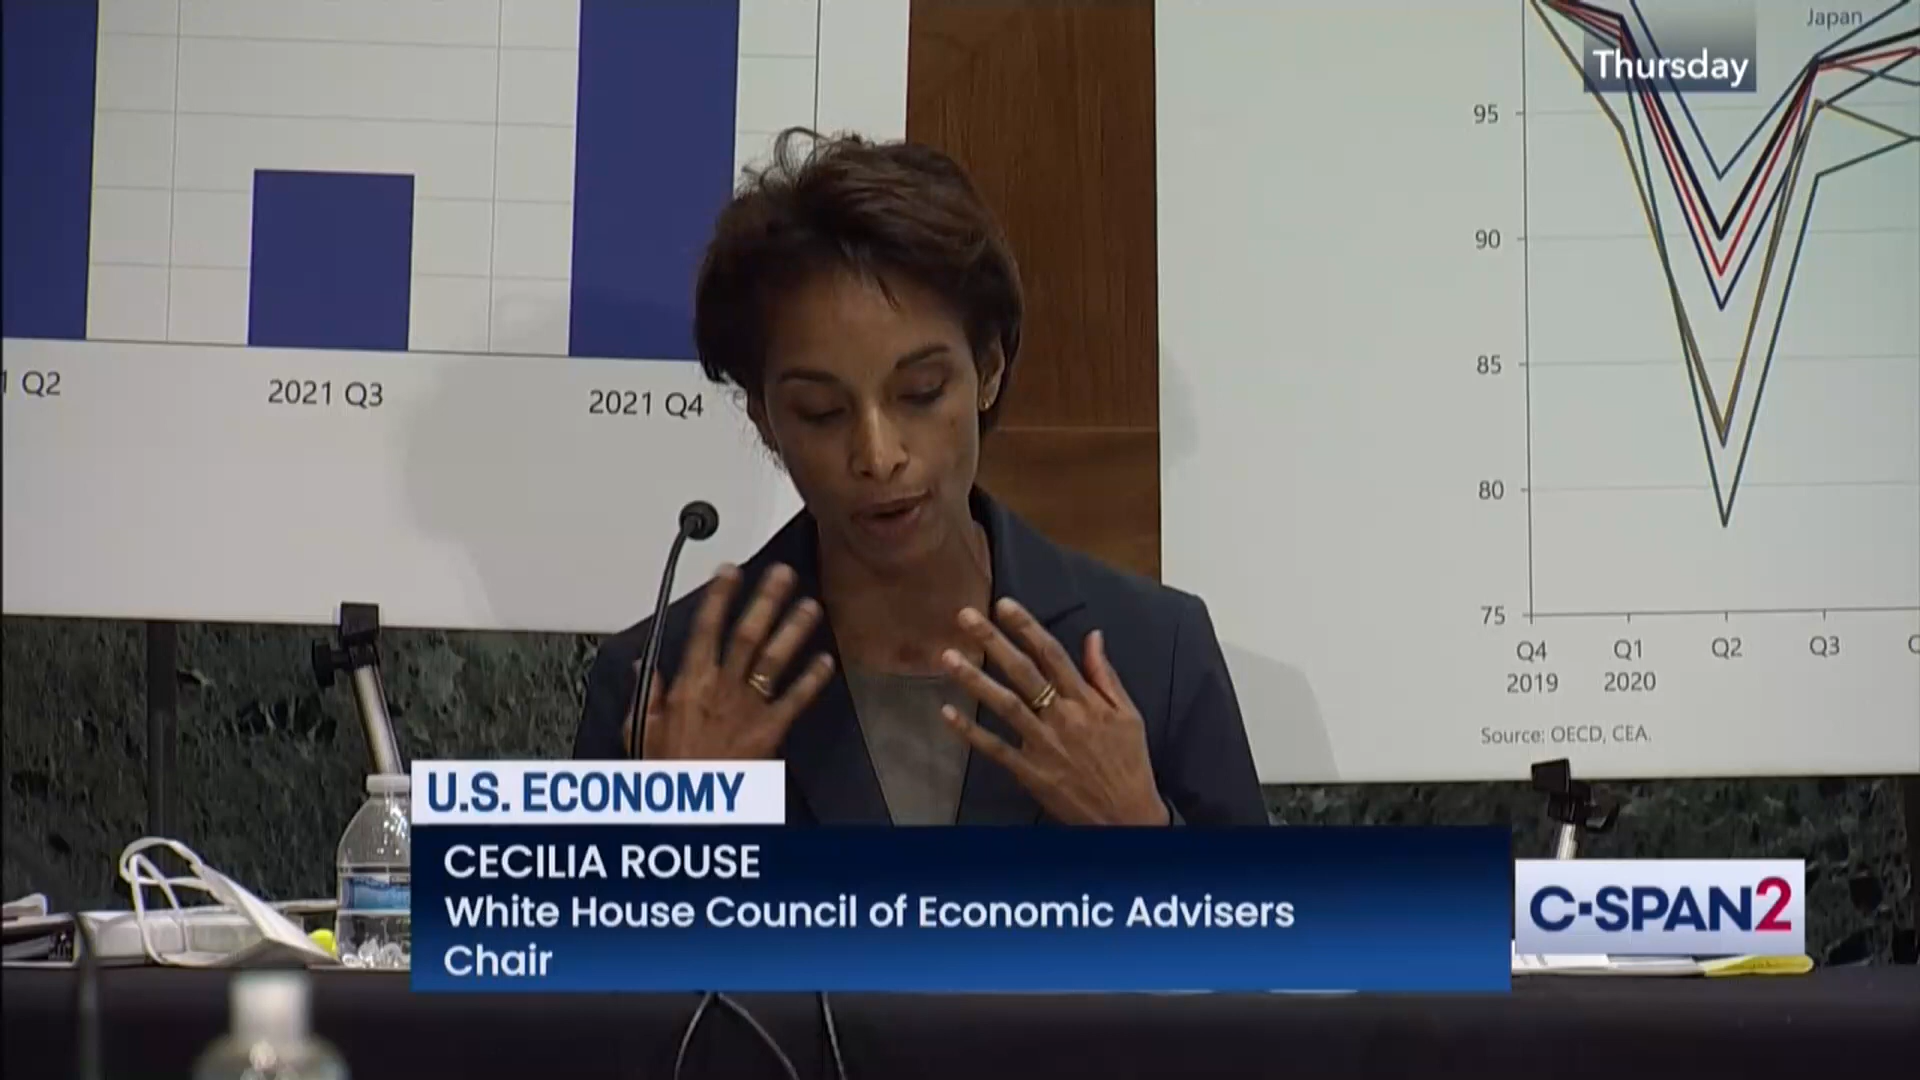 Japan
Thursday
95
90
85
80
75
Q2
2021 Q3
2021 Q4
Q4
Q1
Q2
Q3
2019
2020
Source: OECD, CEA.
U.S. ECONOMY
CECILIA ROUSE
White House Council of Economic Advisers
Chair
C-SPAN2